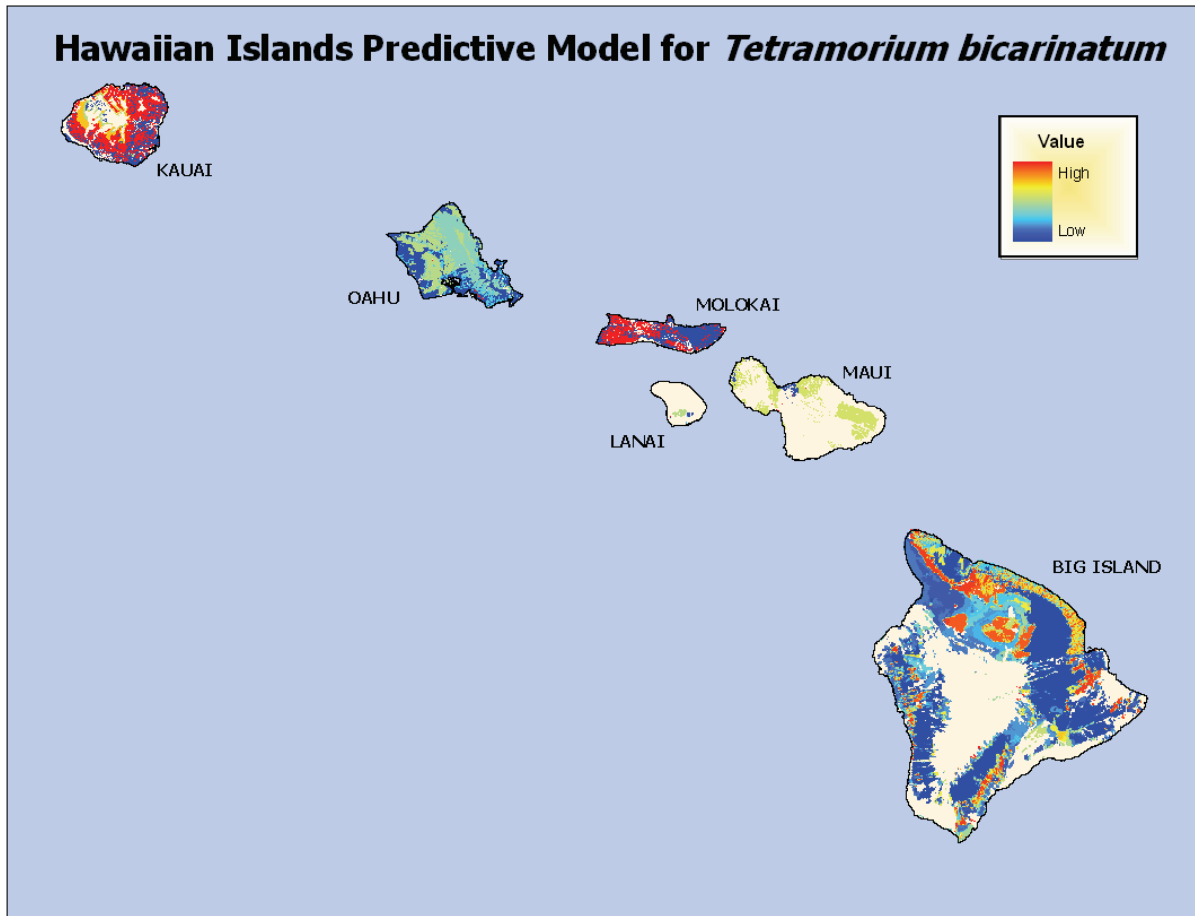 Hawaiian Islands Predictive Model for Tetramorium bicarinatum
KAUAI
Value
High
Low
OAHU
MOLOKAI
MAUI
LANAI
BIG ISLAND